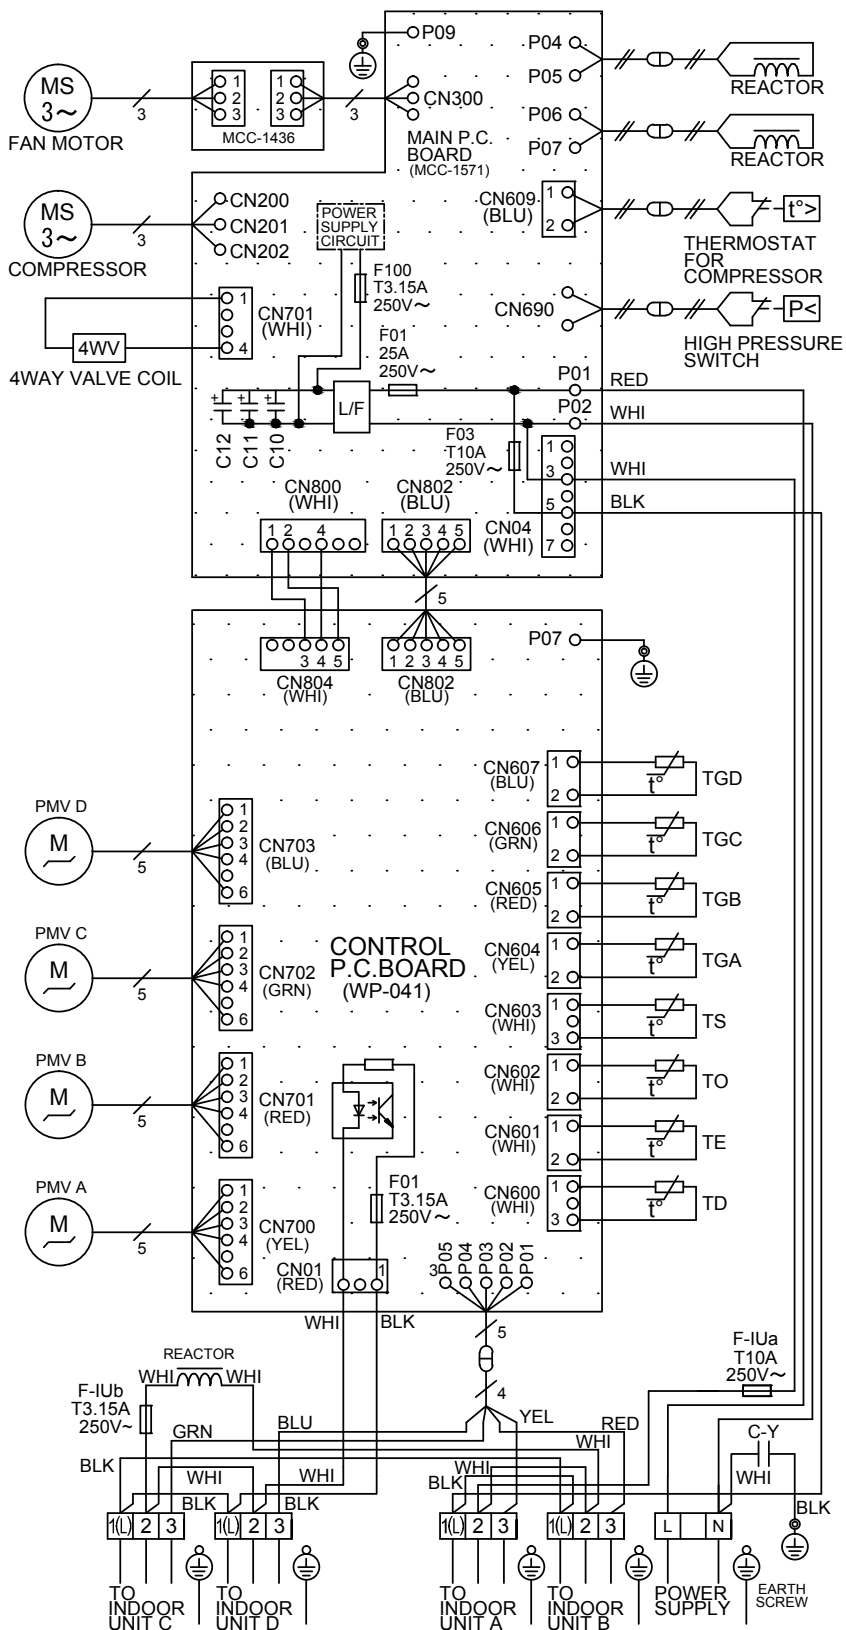 MS
3~
FAN MOTOR
3
1
2
3
1
2
3
MCC-1436
3
P09
CN300
MAIN P.C.
BOARD
(MCC-1571)
P04
P05
REACTOR
P06
P07
REACTOR
CN609
(BLU)
1
2
t°>
THERMOSTAT
FOR
COMPRESSOR
CN690
P<
HIGH PRESSURE
SWITCH
MS
3~
COMPRESSOR
3
CN200
CN201
CN202
POWER
SUPPLY
CIRCUIT
F100
T3.15A
250V~
1
4
CN701
(WHI)
4WV
4WAY VALVE COIL
F01
25A
250V~
L/F
+
+
+
C12
C11
C10
P01
RED
P02
WHI
F03
T10A
250V~
1
3
5
7
WHI
BLK
CN04
(WHI)
CN800
(WHI)
1 2 4
CN802
(BLU)
1 2 3 4 5
5
3 4 5
CN804
(WHI)
1 2 3 4 5
CN802
(BLU)
P07
CN607
(BLU)
1
2
t°
TGD
CN606
(GRN)
1
2
t°
TGC
CN605
(RED)
1
2
t°
TGB
CN604
(YEL)
1
2
t°
TGA
CN603
(WHI)
1
3
t°
TS
CN602
(WHI)
1
2
t°
TO
CN601
(WHI)
1
2
t°
TE
CN600
(WHI)
1
3
t°
TD
PMV D
M
5
1
2
3
4
6
CN703
(BLU)
PMV C
M
5
1
2
3
4
6
CN702
(GRN)
CONTROL
P.C.BOARD
(WP-041)
PMV B
M
5
1
2
3
4
6
CN701
(RED)
PMV A
M
5
1
2
3
4
6
CN700
(YEL)
F01
T3.15A
250V~
CN01
(RED)
3
1
P05
P04
P03
P02
P01
WHI
BLK
5
4
REACTOR
WHI
WHI
F-IUb
T3.15A
250V~
F-IUa
T10A
250V~
GRN
BLU
YEL
RED
WHI
C-Y
WHI
BLK
BLK
WHI
WHI
BLK
BLK
BLK
WHI
1(L) 2 3
1(L) 2 3
1(L) 2 3
1(L) 2 3
L N
TO
INDOOR
UNIT C
TO
INDOOR
UNIT D
TO
INDOOR
UNIT A
TO
INDOOR
UNIT B
POWER
SUPPLY
EARTH
SCREW